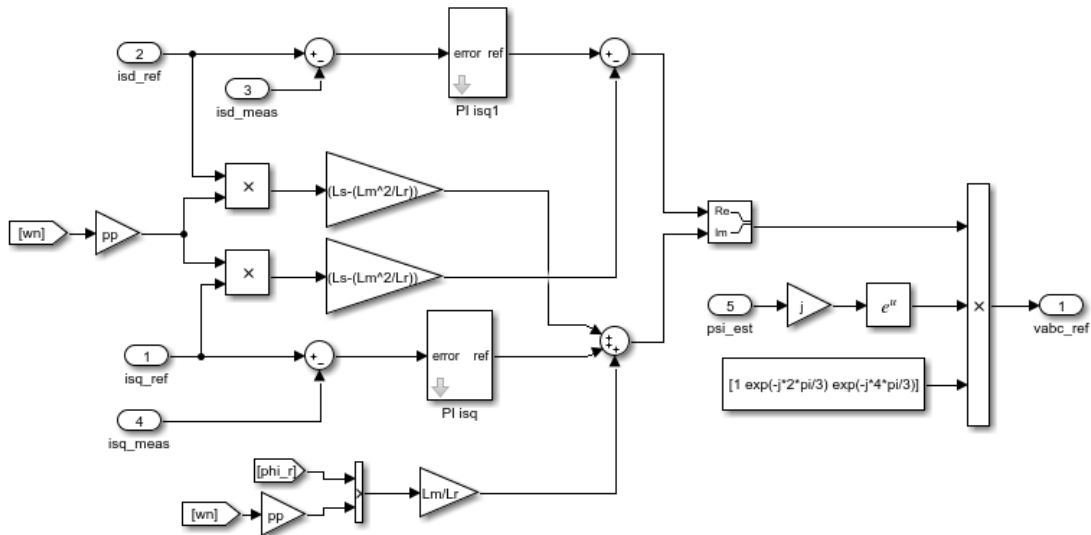 2
isd_ref
3
isd_meas
+
−
error ref
PI isq1
+
−
×
(Ls-(Lm^2/Lr))
[wn]
pp
×
(Ls-(Lm^2/Lr))
Re
Im
5
psi_est
j
e^u
×
1
vabc_ref
1
isq_ref
+
−
error ref
PI isq
+
+
+
[1 exp(-j*2*pi/3) exp(-j*4*pi/3)]
4
isq_meas
[phi_r]
Lm/Lr
[wn]
pp